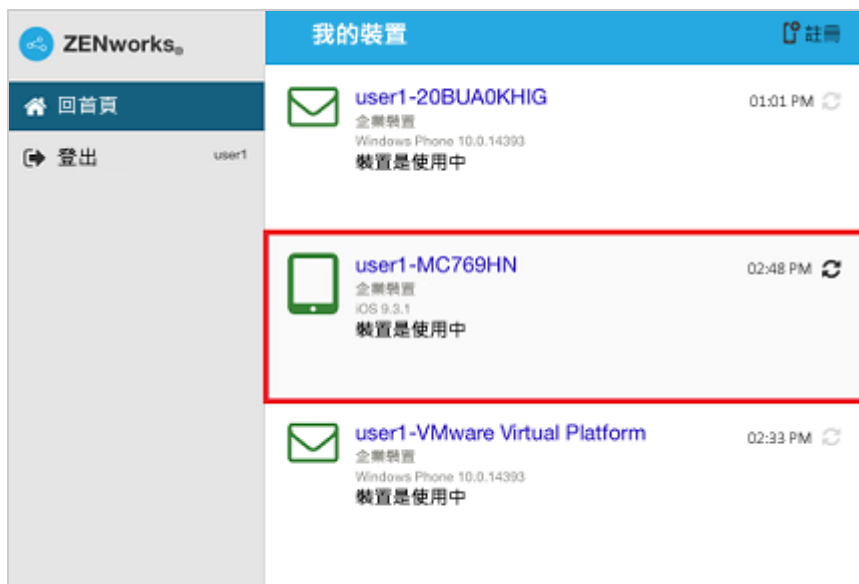 ZENworks®
回首頁
登出 user1
我的裝置 註冊
user1-20BUA0KHIG 01:01 PM
企業裝置
Windows Phone 10.0.14393
裝置是使用中
user1-MC769HN 02:48 PM
企業裝置
iOS 9.3.1
裝置是使用中
user1-VMware Virtual Platform 02:33 PM
企業裝置
Windows Phone 10.0.14393
裝置是使用中